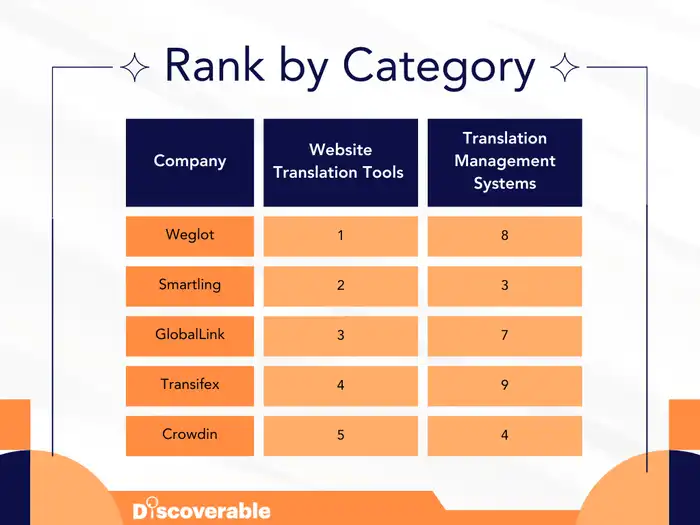 Rank by Category
Company
Website
Translation Tools
Translation
Management
Systems
Weglot 1 8
Smartling 2 3
GlobalLink 3 7
Transifex 4 9
Crowdin 5 4
Discoverable